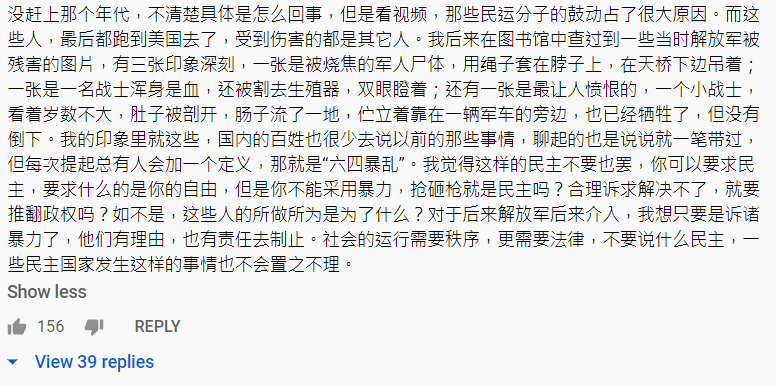 没赶上那个年代，不清楚具体是怎么回事，但是看视频，那些民运分子的鼓动占了很大原因。而这
些人，最后都跑到美国去了，受到伤害的都是其它人。我后来在图书馆中查过到一些当时解放军被
残害的图片，有三张印象深刻，一张是被烧焦的军人尸体，用绳子套在脖子上，在天桥下边吊着；
一张是一名战士浑身是血，还被割去生殖器，双眼瞪着；还有一张是最让人愤恨的，一个小战士，
看着岁数不大，肚子被剖开，肠子流了一地，伫立着靠在一辆军车的旁边，也已经牺牲了，但没有
倒下。我的印象里就这些，国内的百姓也很少去说以前的那些事情，聊起的也是说说就一笔带过，
但每次提起总有人会加一个定义，那就是“六四暴乱”。我觉得这样的民主不要也罢，你可以要求民
主，要求什么的是你的自由，但是你不能采用暴力，抢砸枪就是民主吗？合理诉求解决不了，就要
推翻政权吗？如不是，这些人的所做所为是为了什么？对于后来解放军后来介入，我想只要是诉诸
暴力了，他们有理由，也有责任去制止。社会的运行需要秩序，更需要法律，不要说什么民主，一
些民主国家发生这样的事情也不会置之不理。
Show less
156 REPLY
View 39 replies